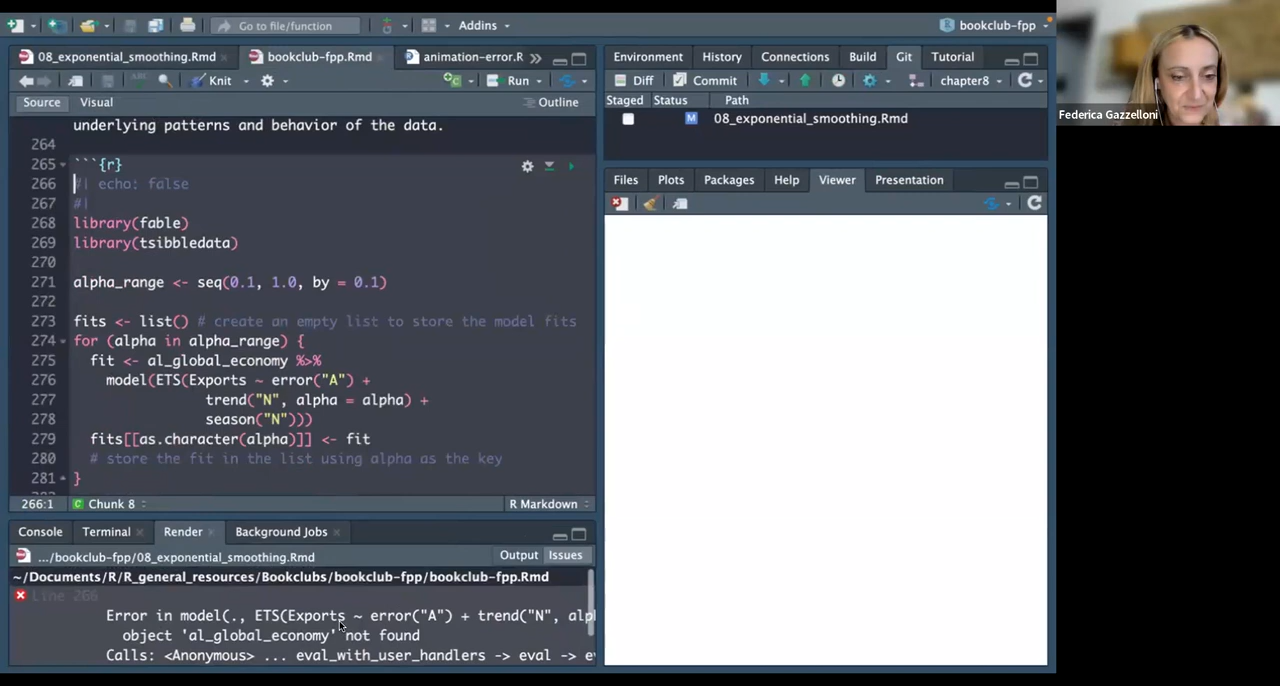 Go to file/function
Addins
bookclub-fpp
08_exponential_smoothing.Rmd
bookclub-fpp.Rmd
animation-error.R
Knit
Run
Source
Visual
Outline
underlying patterns and behavior of the data.
264
265 ```{r}
266 #| echo: false
267 #|
268 library(fable)
269 library(tsibbledata)
270
271 alpha_range <- seq(0.1, 1.0, by = 0.1)
272
273 fits <- list() # create an empty list to store the model fits
274 for (alpha in alpha_range) {
275 fit <- al_global_economy %>%
276 model(ETS(Exports ~ error("A") +
277 trend("N", alpha = alpha) +
278 season("N")))
279 fits[[as.character(alpha)]] <- fit
280 # store the fit in the list using alpha as the key
281 }
266:1
Chunk 8
R Markdown
Console
Terminal
Render
Background Jobs
.../bookclub-fpp/08_exponential_smoothing.Rmd
Output
Issues
~/Documents/R/R_general_resources/Bookclubs/bookclub-fpp/bookclub-fpp.Rmd
Line 266
Error in model(., ETS(Exports ~ error("A") + trend("N", alp
object 'al_global_economy' not found
Calls: <Anonymous> ... eval_with_user_handlers -> eval -> e
Environment
History
Connections
Build
Git
Tutorial
Diff
Commit
chapter8
Staged
Status
Path
M
08_exponential_smoothing.Rmd
Files
Plots
Packages
Help
Viewer
Presentation
Federica Gazzelloni